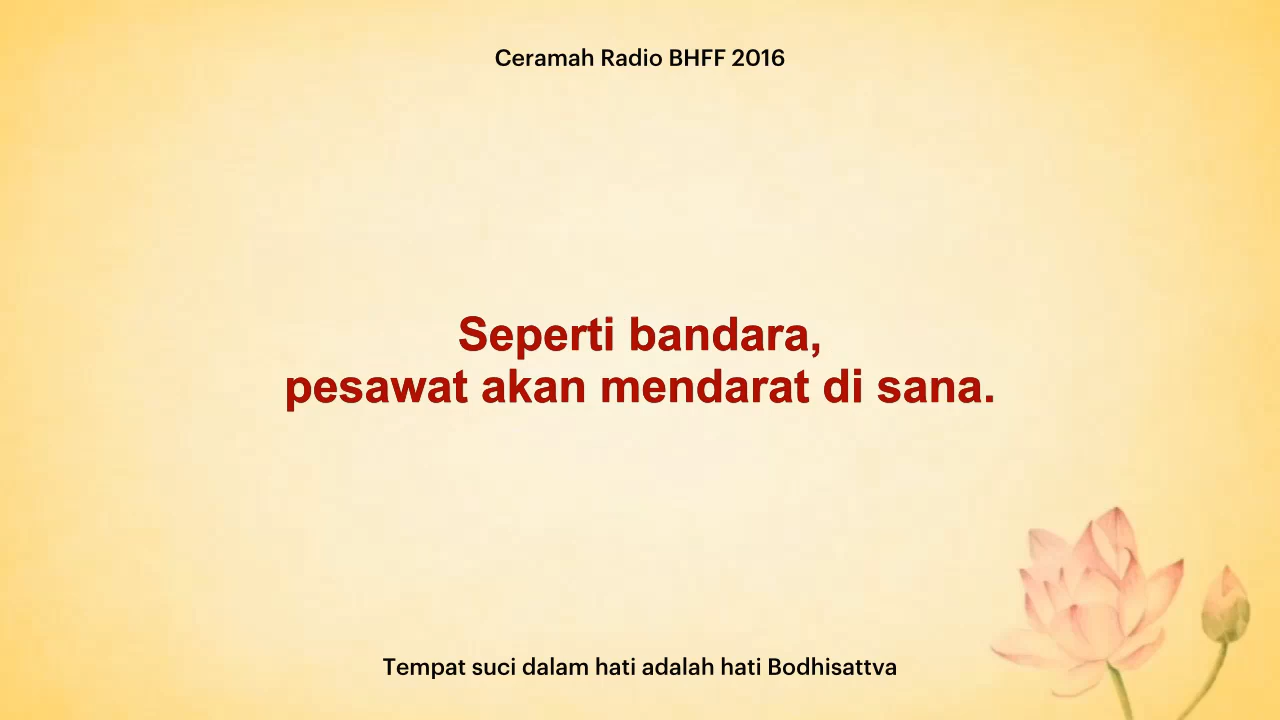 Ceramah Radio BHFF 2016
Seperti bandara,
pesawat akan mendarat di sana.
Tempat suci dalam hati adalah hati Bodhisattva